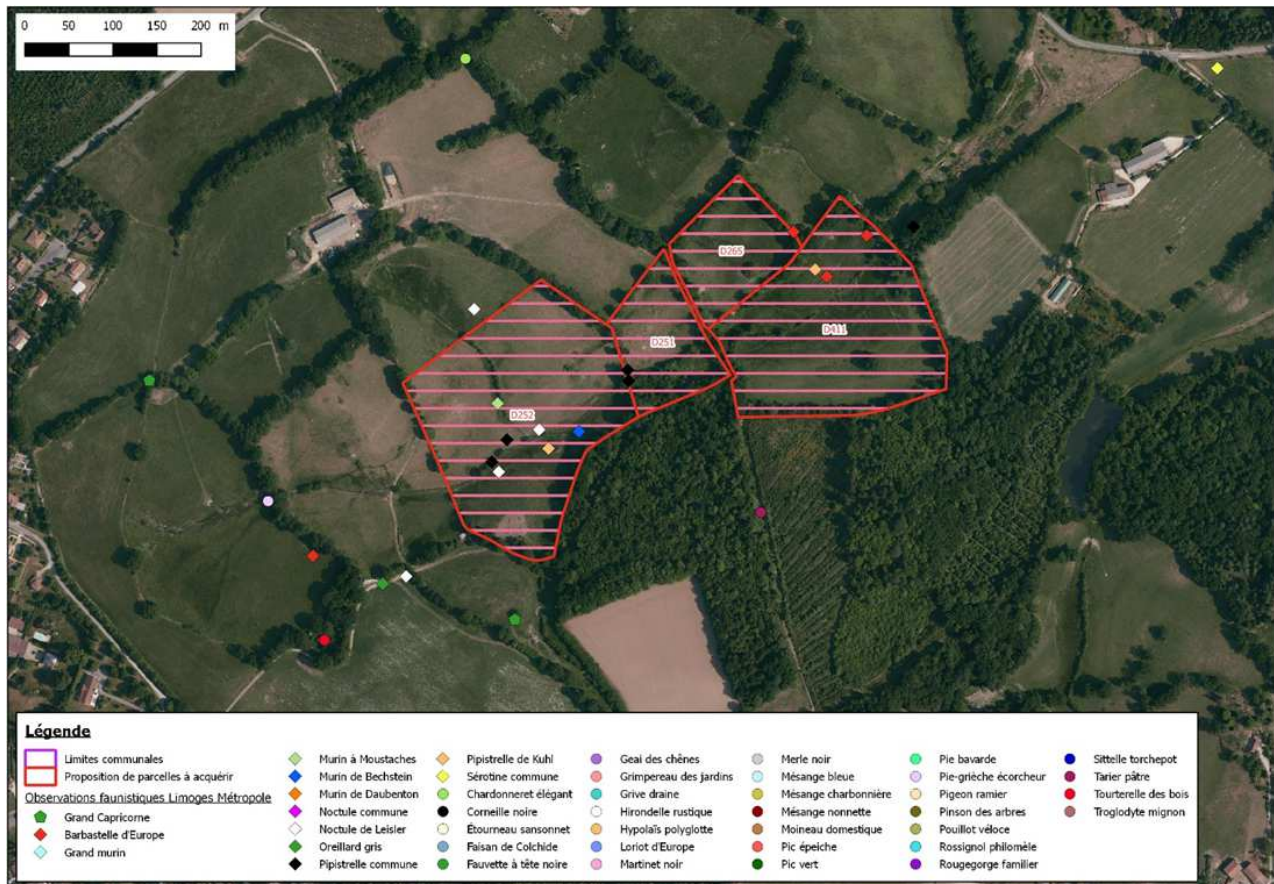 0 50 100 150 200 m
D265
D251
D411
D252
Légende
Limites communales
Proposition de parcelles à acquérir
Observations faunistiques Limoges Métropole
Grand Capricorne
Barbastelle d'Europe
Grand murin
Murin à Moustaches
Murin de Bechstein
Murin de Daubenton
Noctule commune
Noctule de Leisler
Oreillard gris
Pipistrelle commune
Pipistrelle de Kuhl
Sérotine commune
Chardonneret élégant
Corneille noire
Étourneau sansonnet
Faisan de Colchide
Fauvette à tête noire
Geai des chênes
Grimpereau des jardins
Grive draine
Hirondelle rustique
Hypolaïs polyglotte
Loriot d'Europe
Martinet noir
Merle noir
Mésange bleue
Mésange charbonnière
Mésange nonnette
Moineau domestique
Pic épeiche
Pic vert
Pie bavarde
Pie-grièche écorcheur
Pigeon ramier
Pinson des arbres
Pouillot véloce
Rossignol philomèle
Rougegorge familier
Sittelle torchepot
Tarier pâtre
Tourterelle des bois
Troglodyte mignon